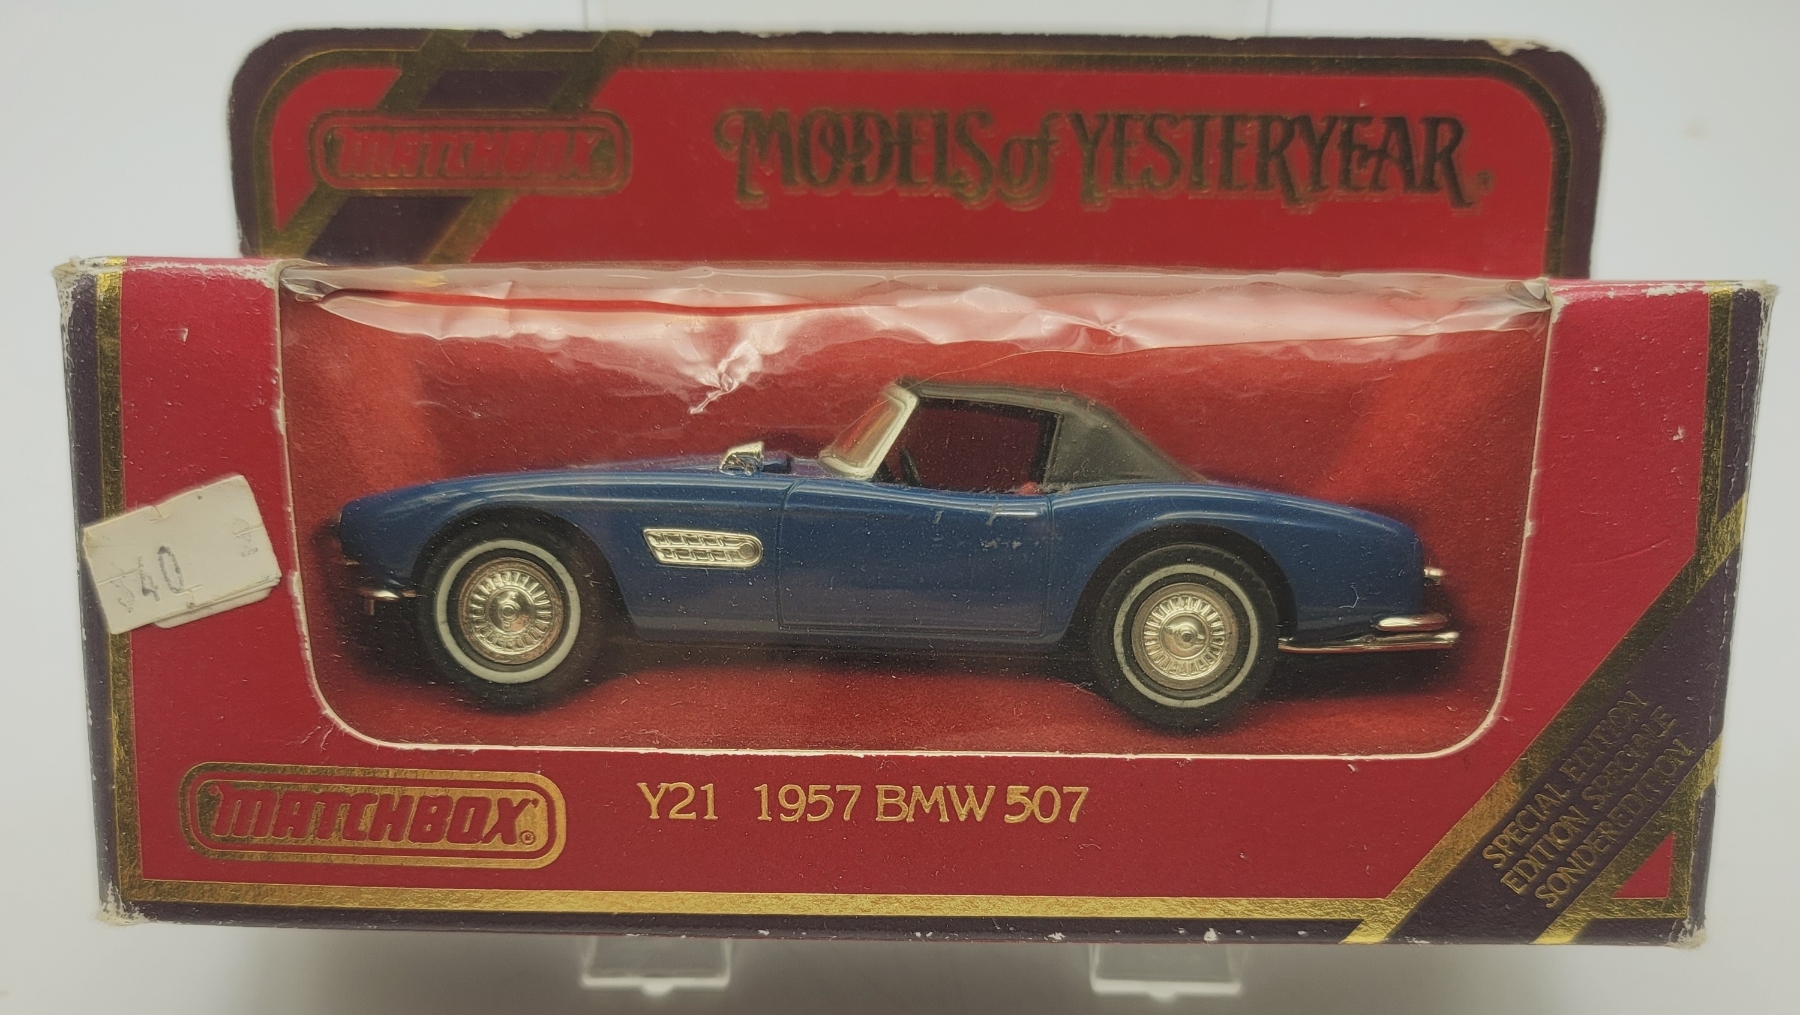 MATCHBOX
MODELS of YESTERYEAR.
40
MATCHBOX
Y21 1957 BMW 507
SPECIAL EDITION
EDITION SPECIALE
SONDEREDITION